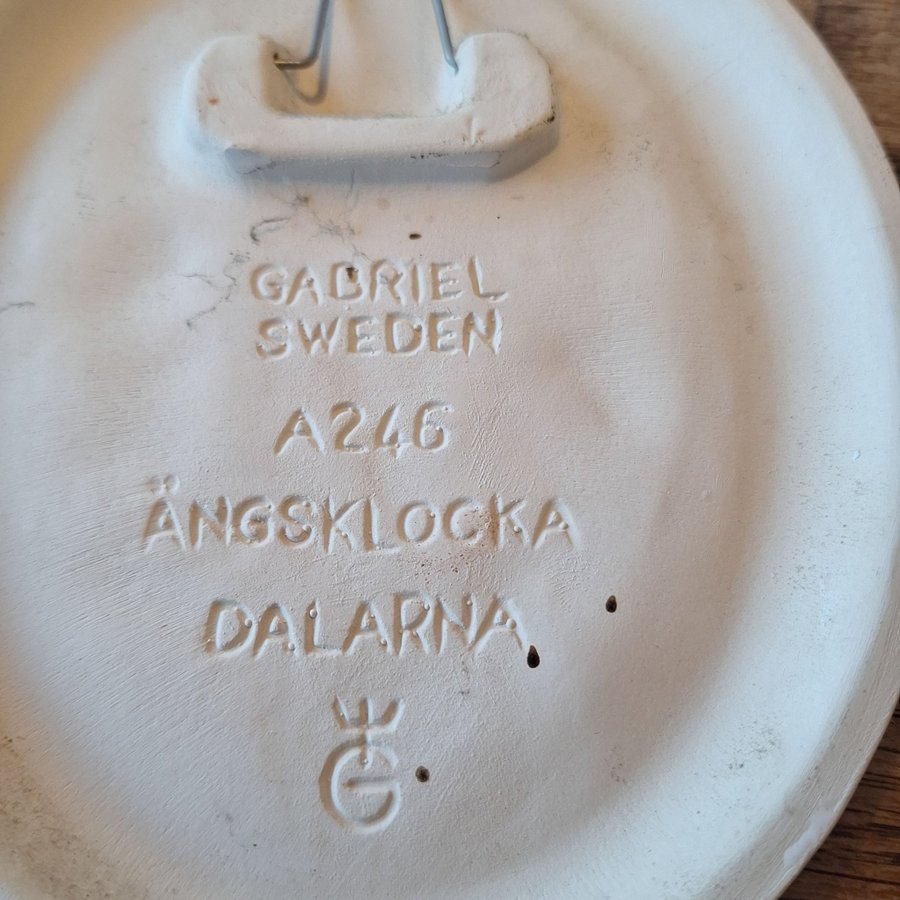 GABRIEL
SWEDEN
A246
ÄNGSKLOCKA
DALARNA
G